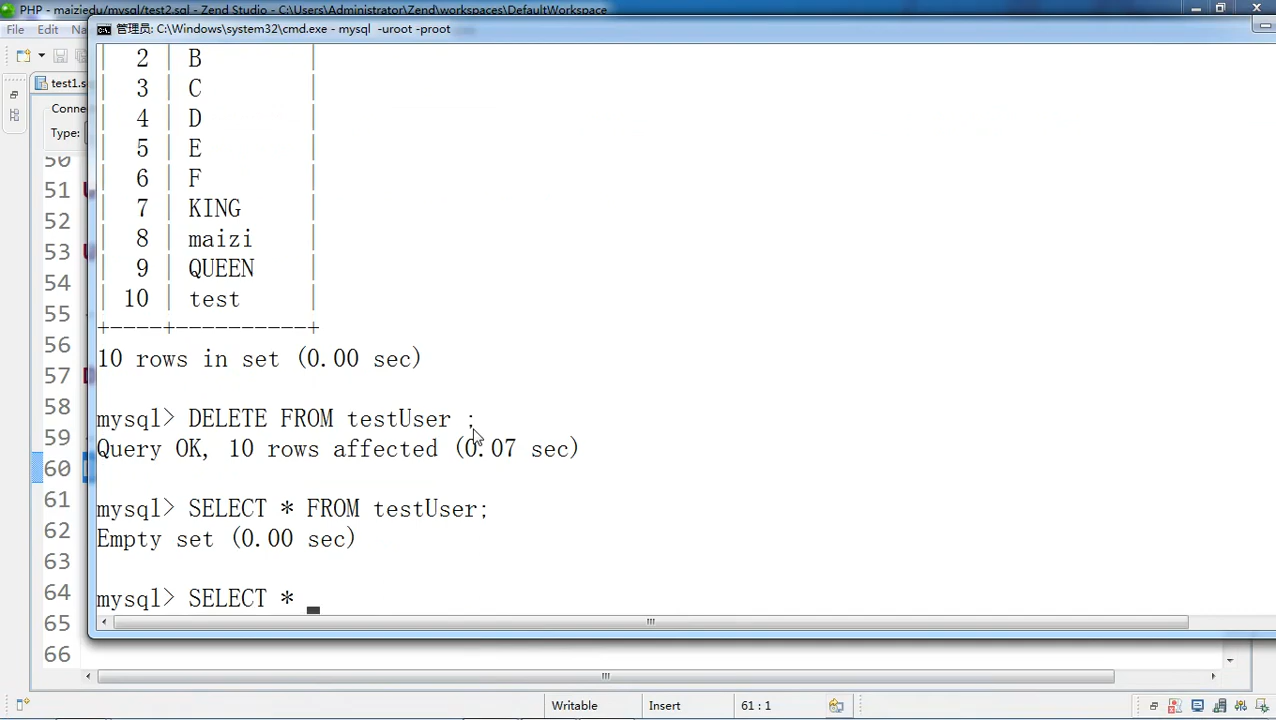 PHP - maiziedu/mysql/test2.sql - Zend Studio - C:\Users\Administrator\Zend\workspaces\DefaultWorkspace
File Edit
管理员: C:\Windows\system32\cmd.exe - mysql -uroot -proot
test1.s
Conne
Type:
50
51
52
53
54
55
56
57
58
59
60
61
62
63
64
65
66
| 2 | B |
| 3 | C |
| 4 | D |
| 5 | E |
| 6 | F |
| 7 | KING |
| 8 | maizi |
| 9 | QUEEN |
| 10 | test |
+----+----------+
10 rows in set (0.00 sec)
mysql> DELETE FROM testUser ;
Query OK, 10 rows affected (0.07 sec)
mysql> SELECT * FROM testUser;
Empty set (0.00 sec)
mysql> SELECT * _
Writable Insert 61 : 1